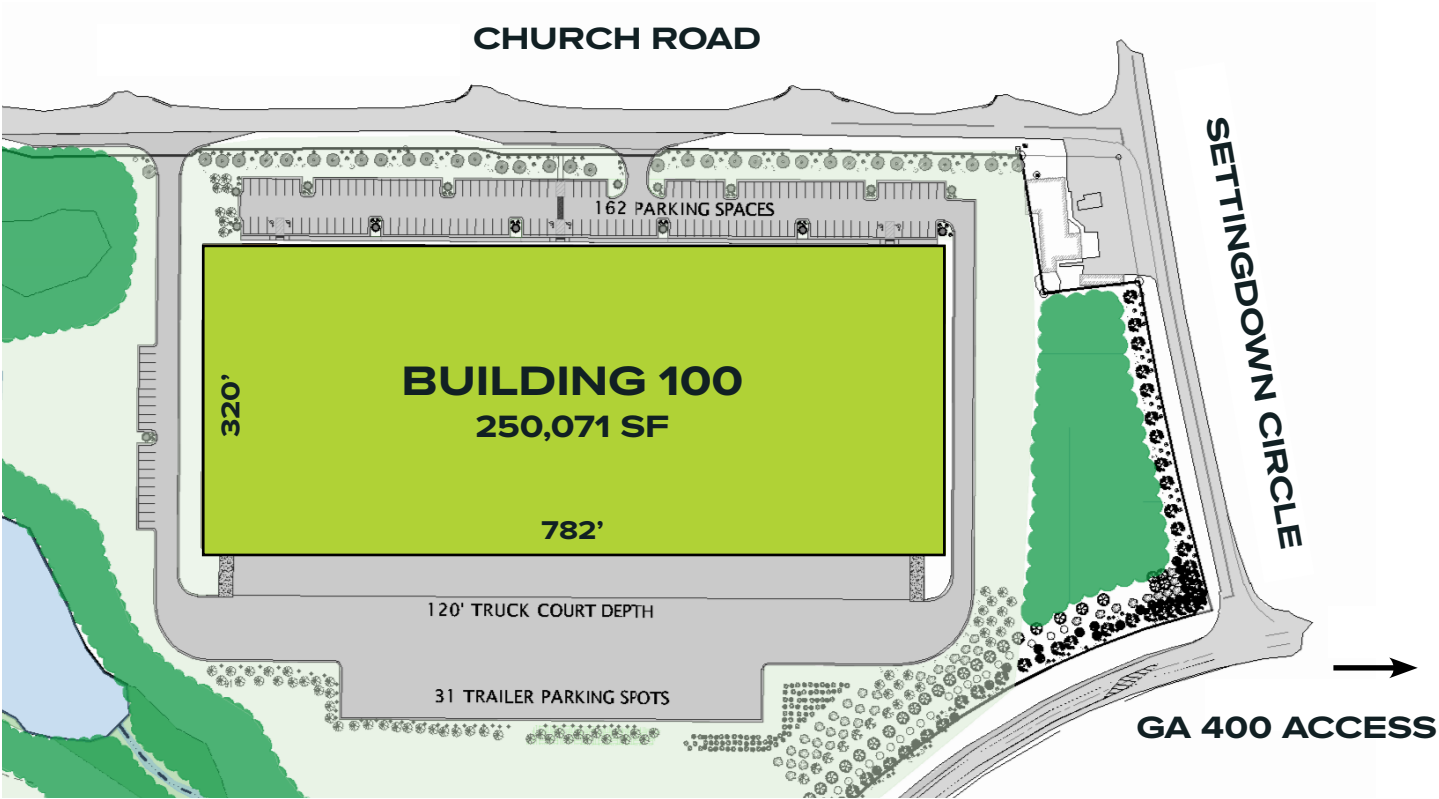 CHURCH ROAD
SETTINGDOWN CIRCLE
162 PARKING SPACES
BUILDING 100
250,071 SF
320’
782’
120' TRUCK COURT DEPTH
31 TRAILER PARKING SPOTS
GA 400 ACCESS